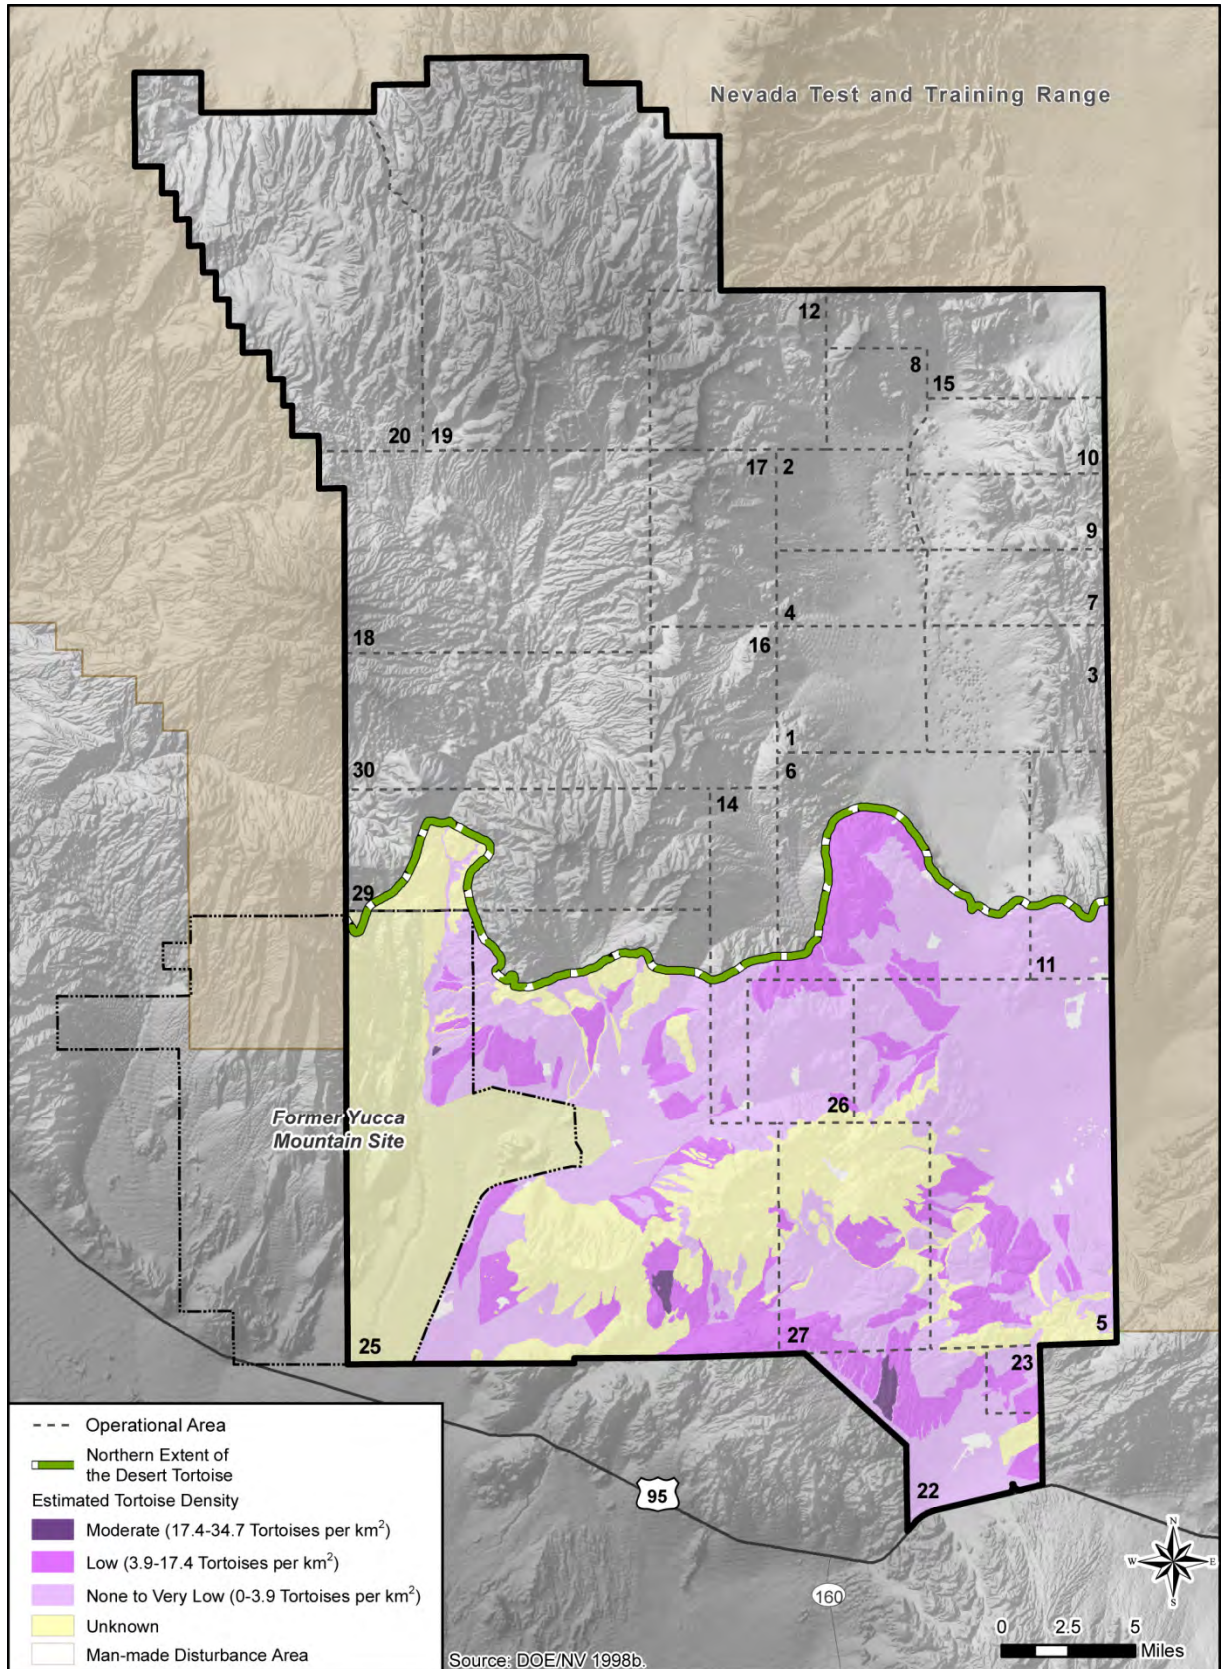 Nevada Test and Training Range
12
8
15
20
19
17
2
10
9
7
4
18
16
3
1
30
6
14
29
11
26
Former Yucca
Mountain Site
25
27
5
23
22
95
160
N
W
E
S
0 2.5 5
Miles
Operational Area
Northern Extent of
the Desert Tortoise
Estimated Tortoise Density
Moderate (17.4-34.7 Tortoises per km²)
Low (3.9-17.4 Tortoises per km²)
None to Very Low (0-3.9 Tortoises per km²)
Unknown
Man-made Disturbance Area
Source: DOE/NV 1998b.